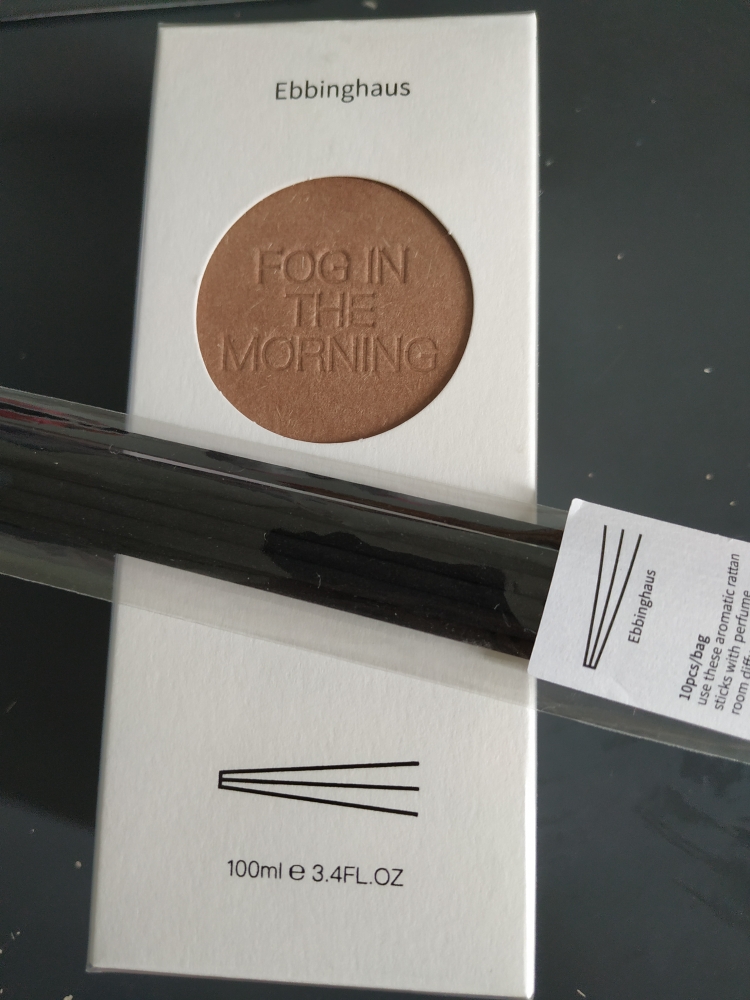 Ebbinghaus
FOG IN
THE
MORNING
Ebbinghaus
10pcs/bag
use these aromatic rattan
sticks with perfume
room
100ml ℮ 3.4FL.OZ